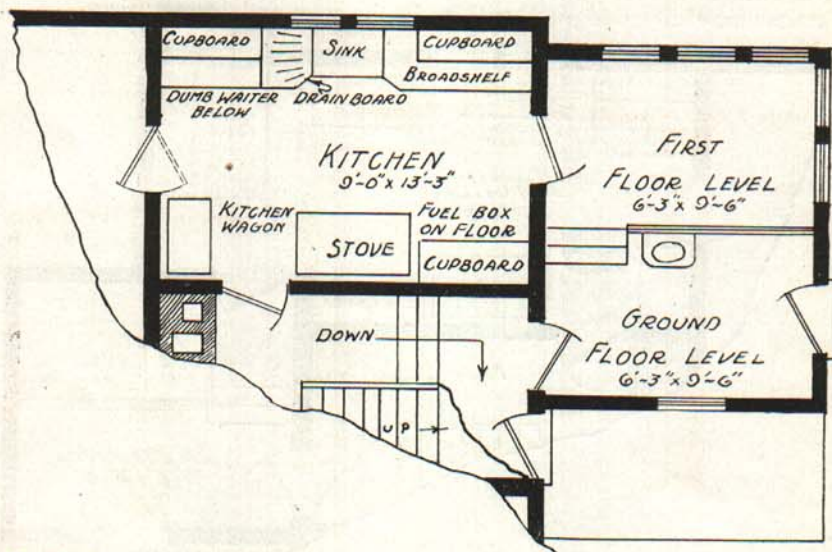 CUPBOARD
SINK
CUPBOARD
BROADSHELF
DUMB WAITER
BELOW
DRAIN BOARD
KITCHEN
9'-0" x 13'-3"
FIRST
FLOOR LEVEL
6'-3" x 9'-6"
KITCHEN
WAGON
STOVE
FUEL BOX
ON FLOOR
CUPBOARD
DOWN
GROUND
FLOOR LEVEL
6'-3" x 9'-6"
UP